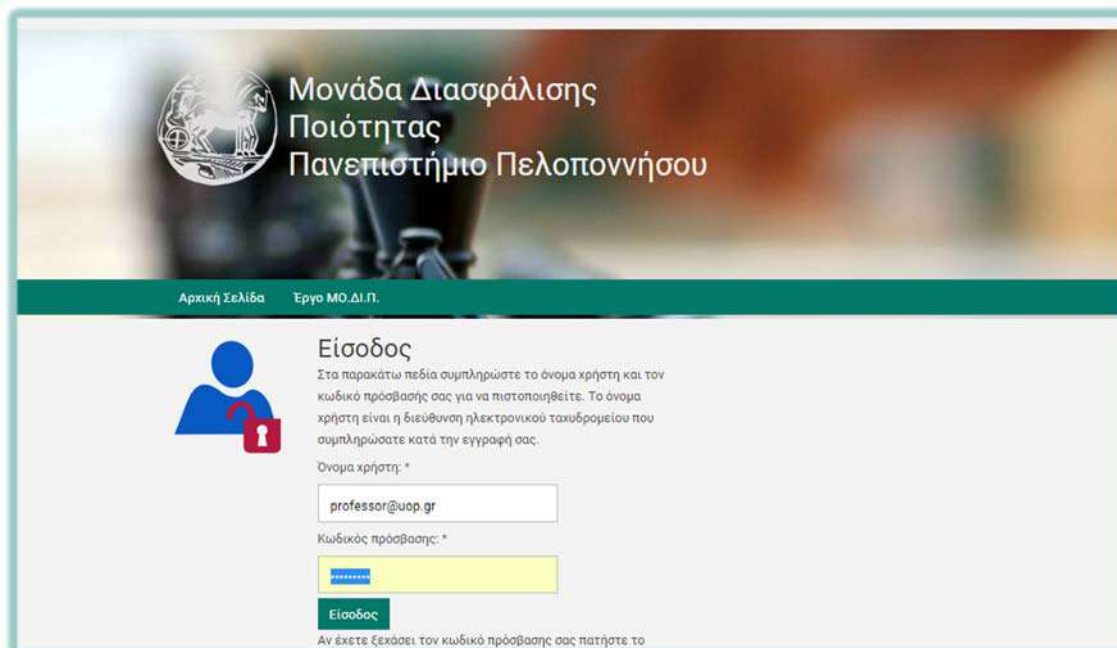 Μονάδα Διασφάλισης
Ποιότητας
Πανεπιστήμιο Πελοποννήσου
Αρχική Σελίδα Έργο ΜΟ.ΔΙ.Π.
Είσοδος
Στα παρακάτω πεδία συμπληρώστε το όνομα χρήστη και τον
κωδικό πρόσβασής σας για να πιστοποιηθείτε. Το όνομα
χρήστη είναι η διεύθυνση ηλεκτρονικού ταχυδρομείου που
συμπληρώσατε κατά την εγγραφή σας.
Όνομα χρήστη: *
professor@uop.gr
Κωδικός πρόσβασης: *
•••••••••
Είσοδος
Αν έχετε ξεχάσει τον κωδικό πρόσβασης σας πατήστε το